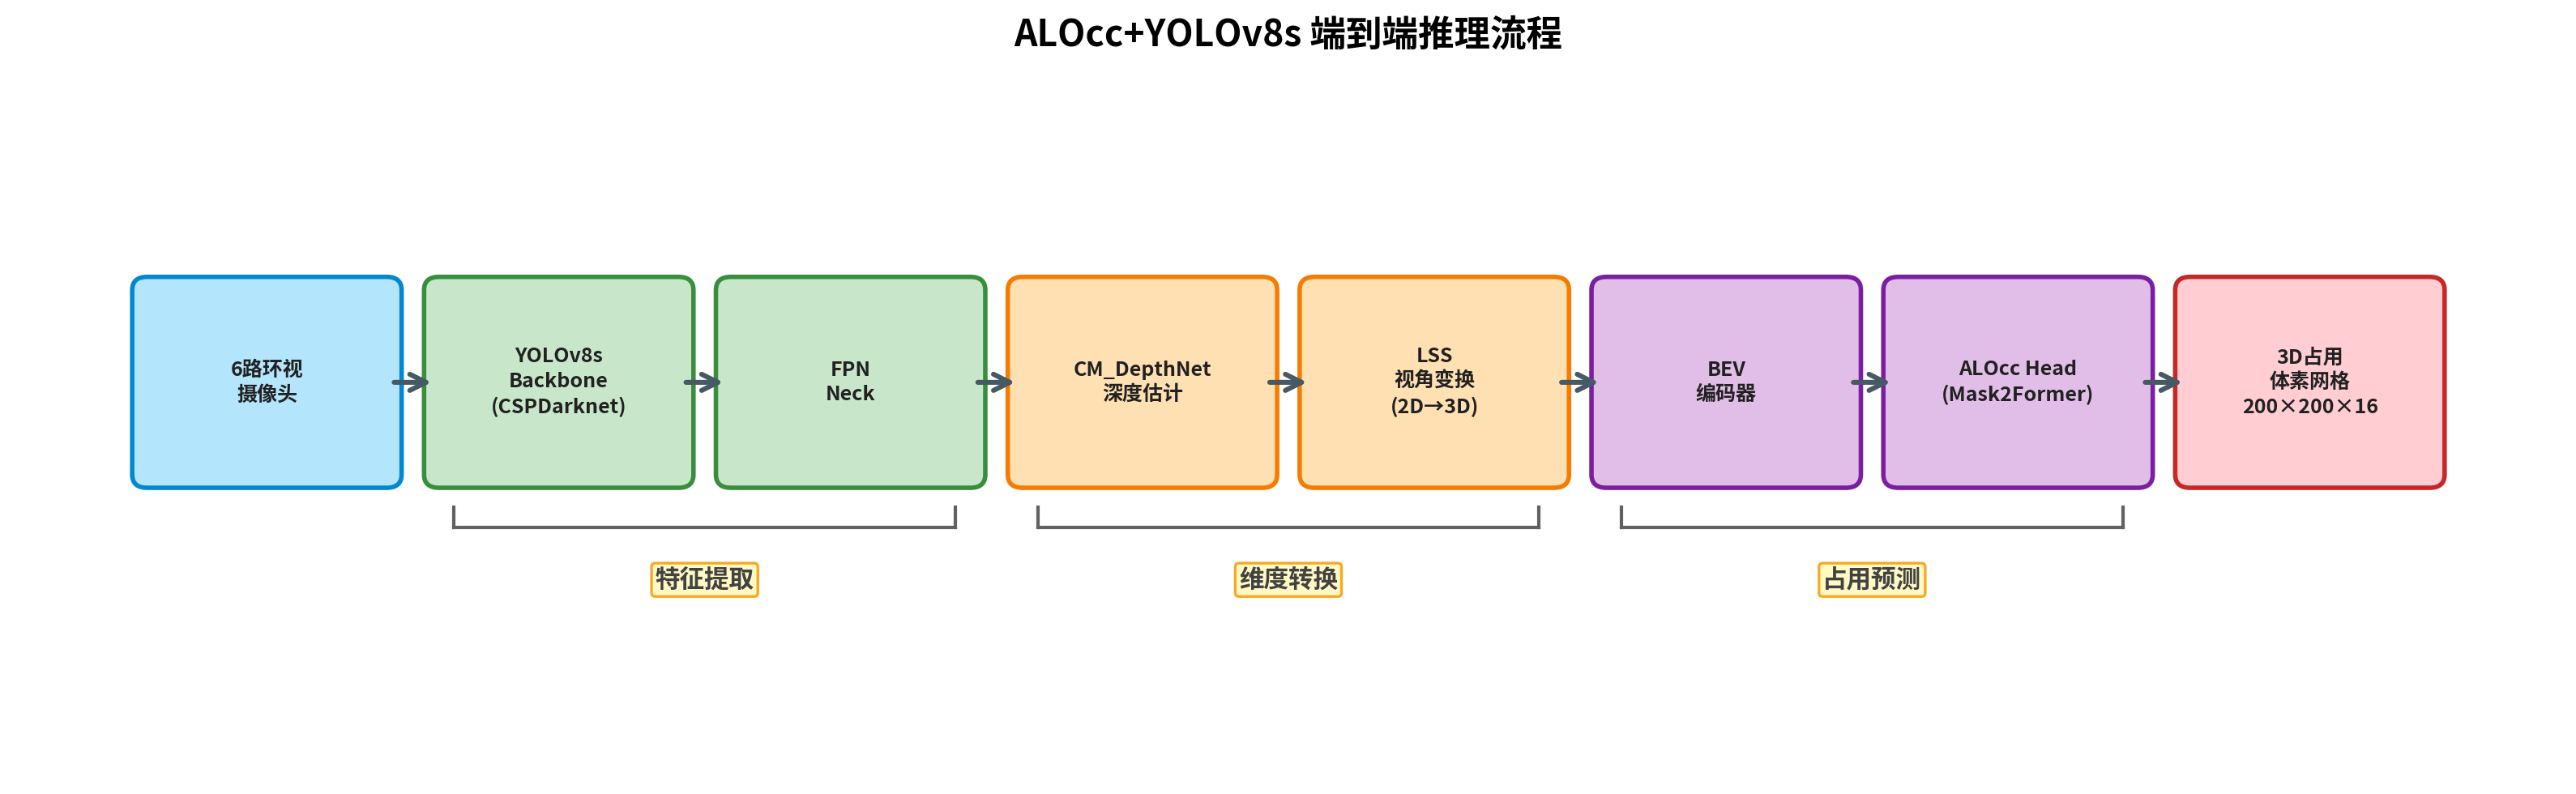 ALOcc+YOLOv8s 端到端推理流程
6路环视
摄像头
YOLOv8s
Backbone
(CSPDarknet)
FPN
Neck
CM_DepthNet
深度估计
LSS
视角变换
(2D→3D)
BEV
编码器
ALOcc Head
(Mask2Former)
3D占用
体素网格
200×200×16
特征提取
维度转换
占用预测